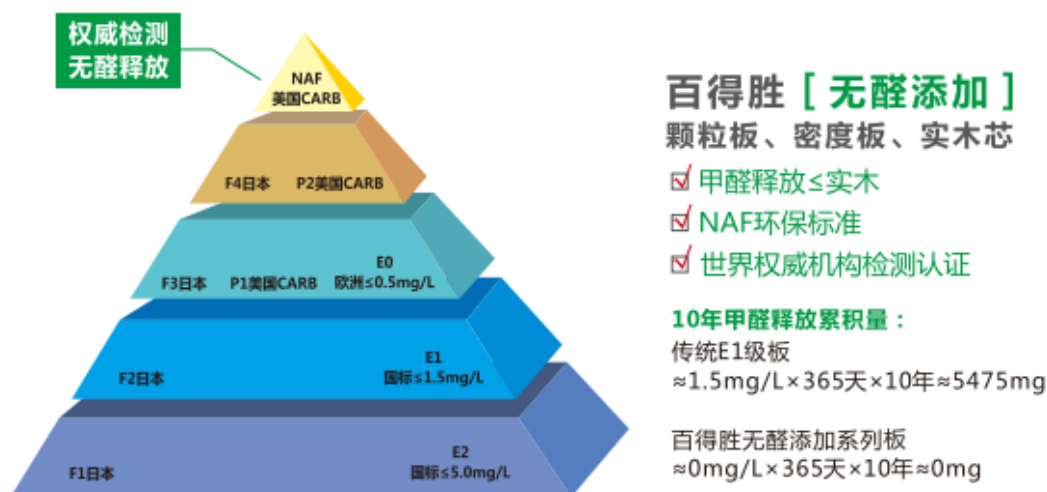 权威检测
无醛释放
NAF
美国CARB
F4日本 P2美国CARB
E0
F3日本 P1美国CARB 欧洲≤0.5mg/L
E1
F2日本 国标≤1.5mg/L
E2
F1日本 国标≤5.0mg/L
百得胜 [ 无醛添加 ]
颗粒板、密度板、实木芯
甲醛释放≤实木
NAF环保标准
世界权威机构检测认证
10年甲醛释放累积量：
传统E1级板
≈1.5mg/L×365天×10年≈5475mg
百得胜无醛添加系列板
≈0mg/L×365天×10年≈0mg